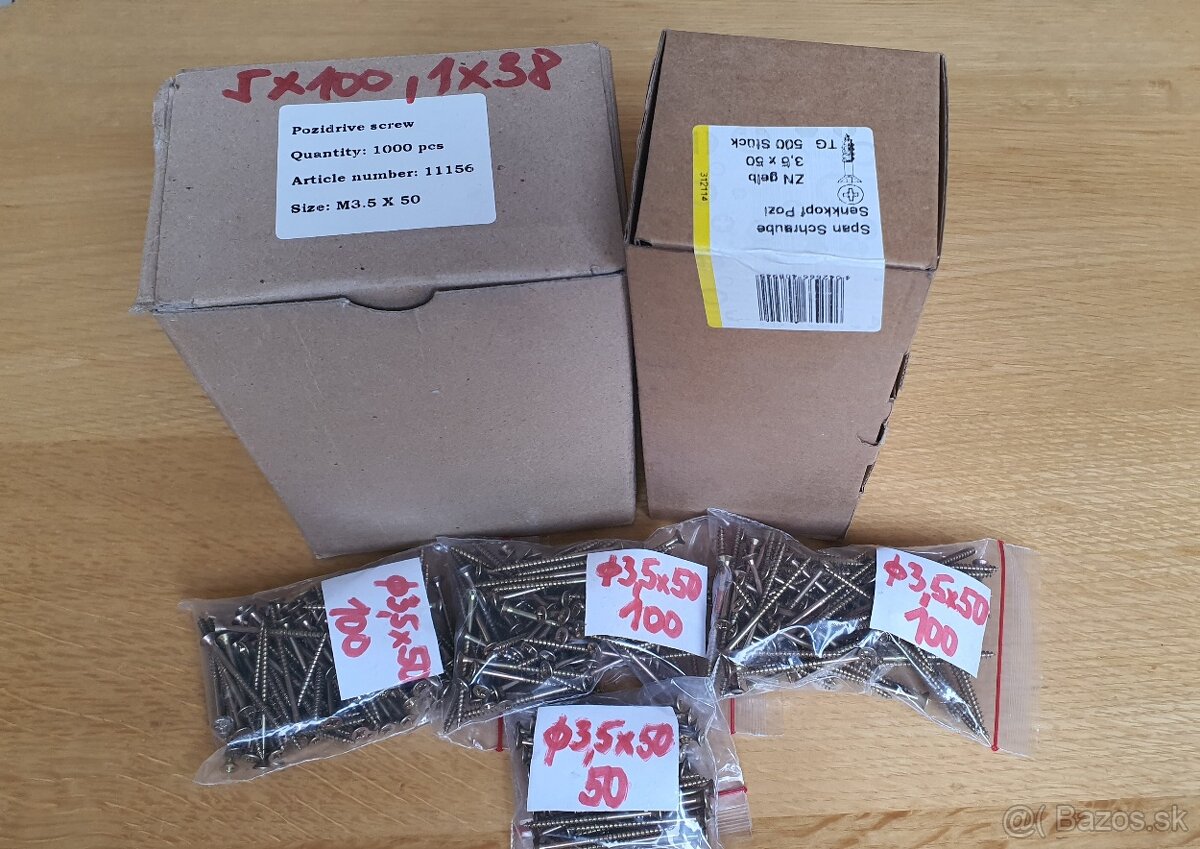 5x100, 1x38
Pozidrive screw
Quantity: 1000 pcs
Article number: 11156
Size: M3.5 X 50
Span Schraube
Senkkopf Pozi
ZN gelb
3,5 x 50
TG 500 Stück
312114
ϕ3,5x50
100
ϕ3,5x50
100
ϕ3,5x50
100
ϕ3,5x50
50
@( Bazos.sk